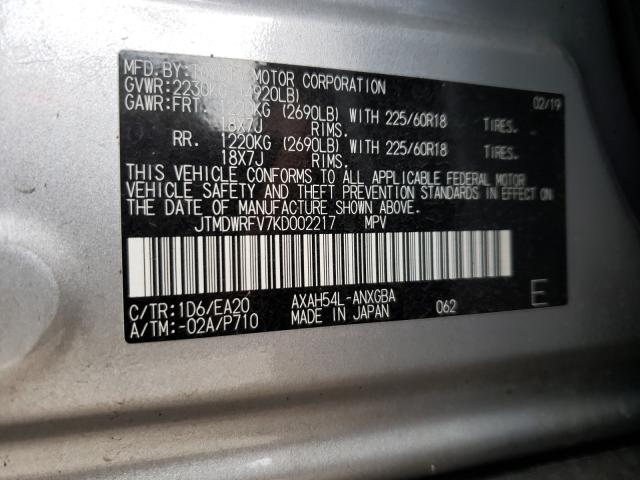 MFD.BY: MOTOR CORPORATION 02/19
GVWR:2230KG (4920LB)
GAWR:FRT. 1220KG (2690LB) WITH 225/60R18 TIRES.
18X7J RIMS.
RR. 1220KG (2690LB) WITH 225/60R18 TIRES.
18X7J RIMS.
THIS VEHICLE CONFORMS TO ALL APPLICABLE FEDERAL MOTOR
VEHICLE SAFETY AND THEFT PREVENTION STANDARDS IN EFFECT ON
THE DATE OF MANUFACTURE SHOWN ABOVE.
JTMDWRFV7KD002217 MPV
C/TR:1D6/EA20 AXAH54L-ANXGBA
A/TM:-02A/P710 MADE IN JAPAN 062 E